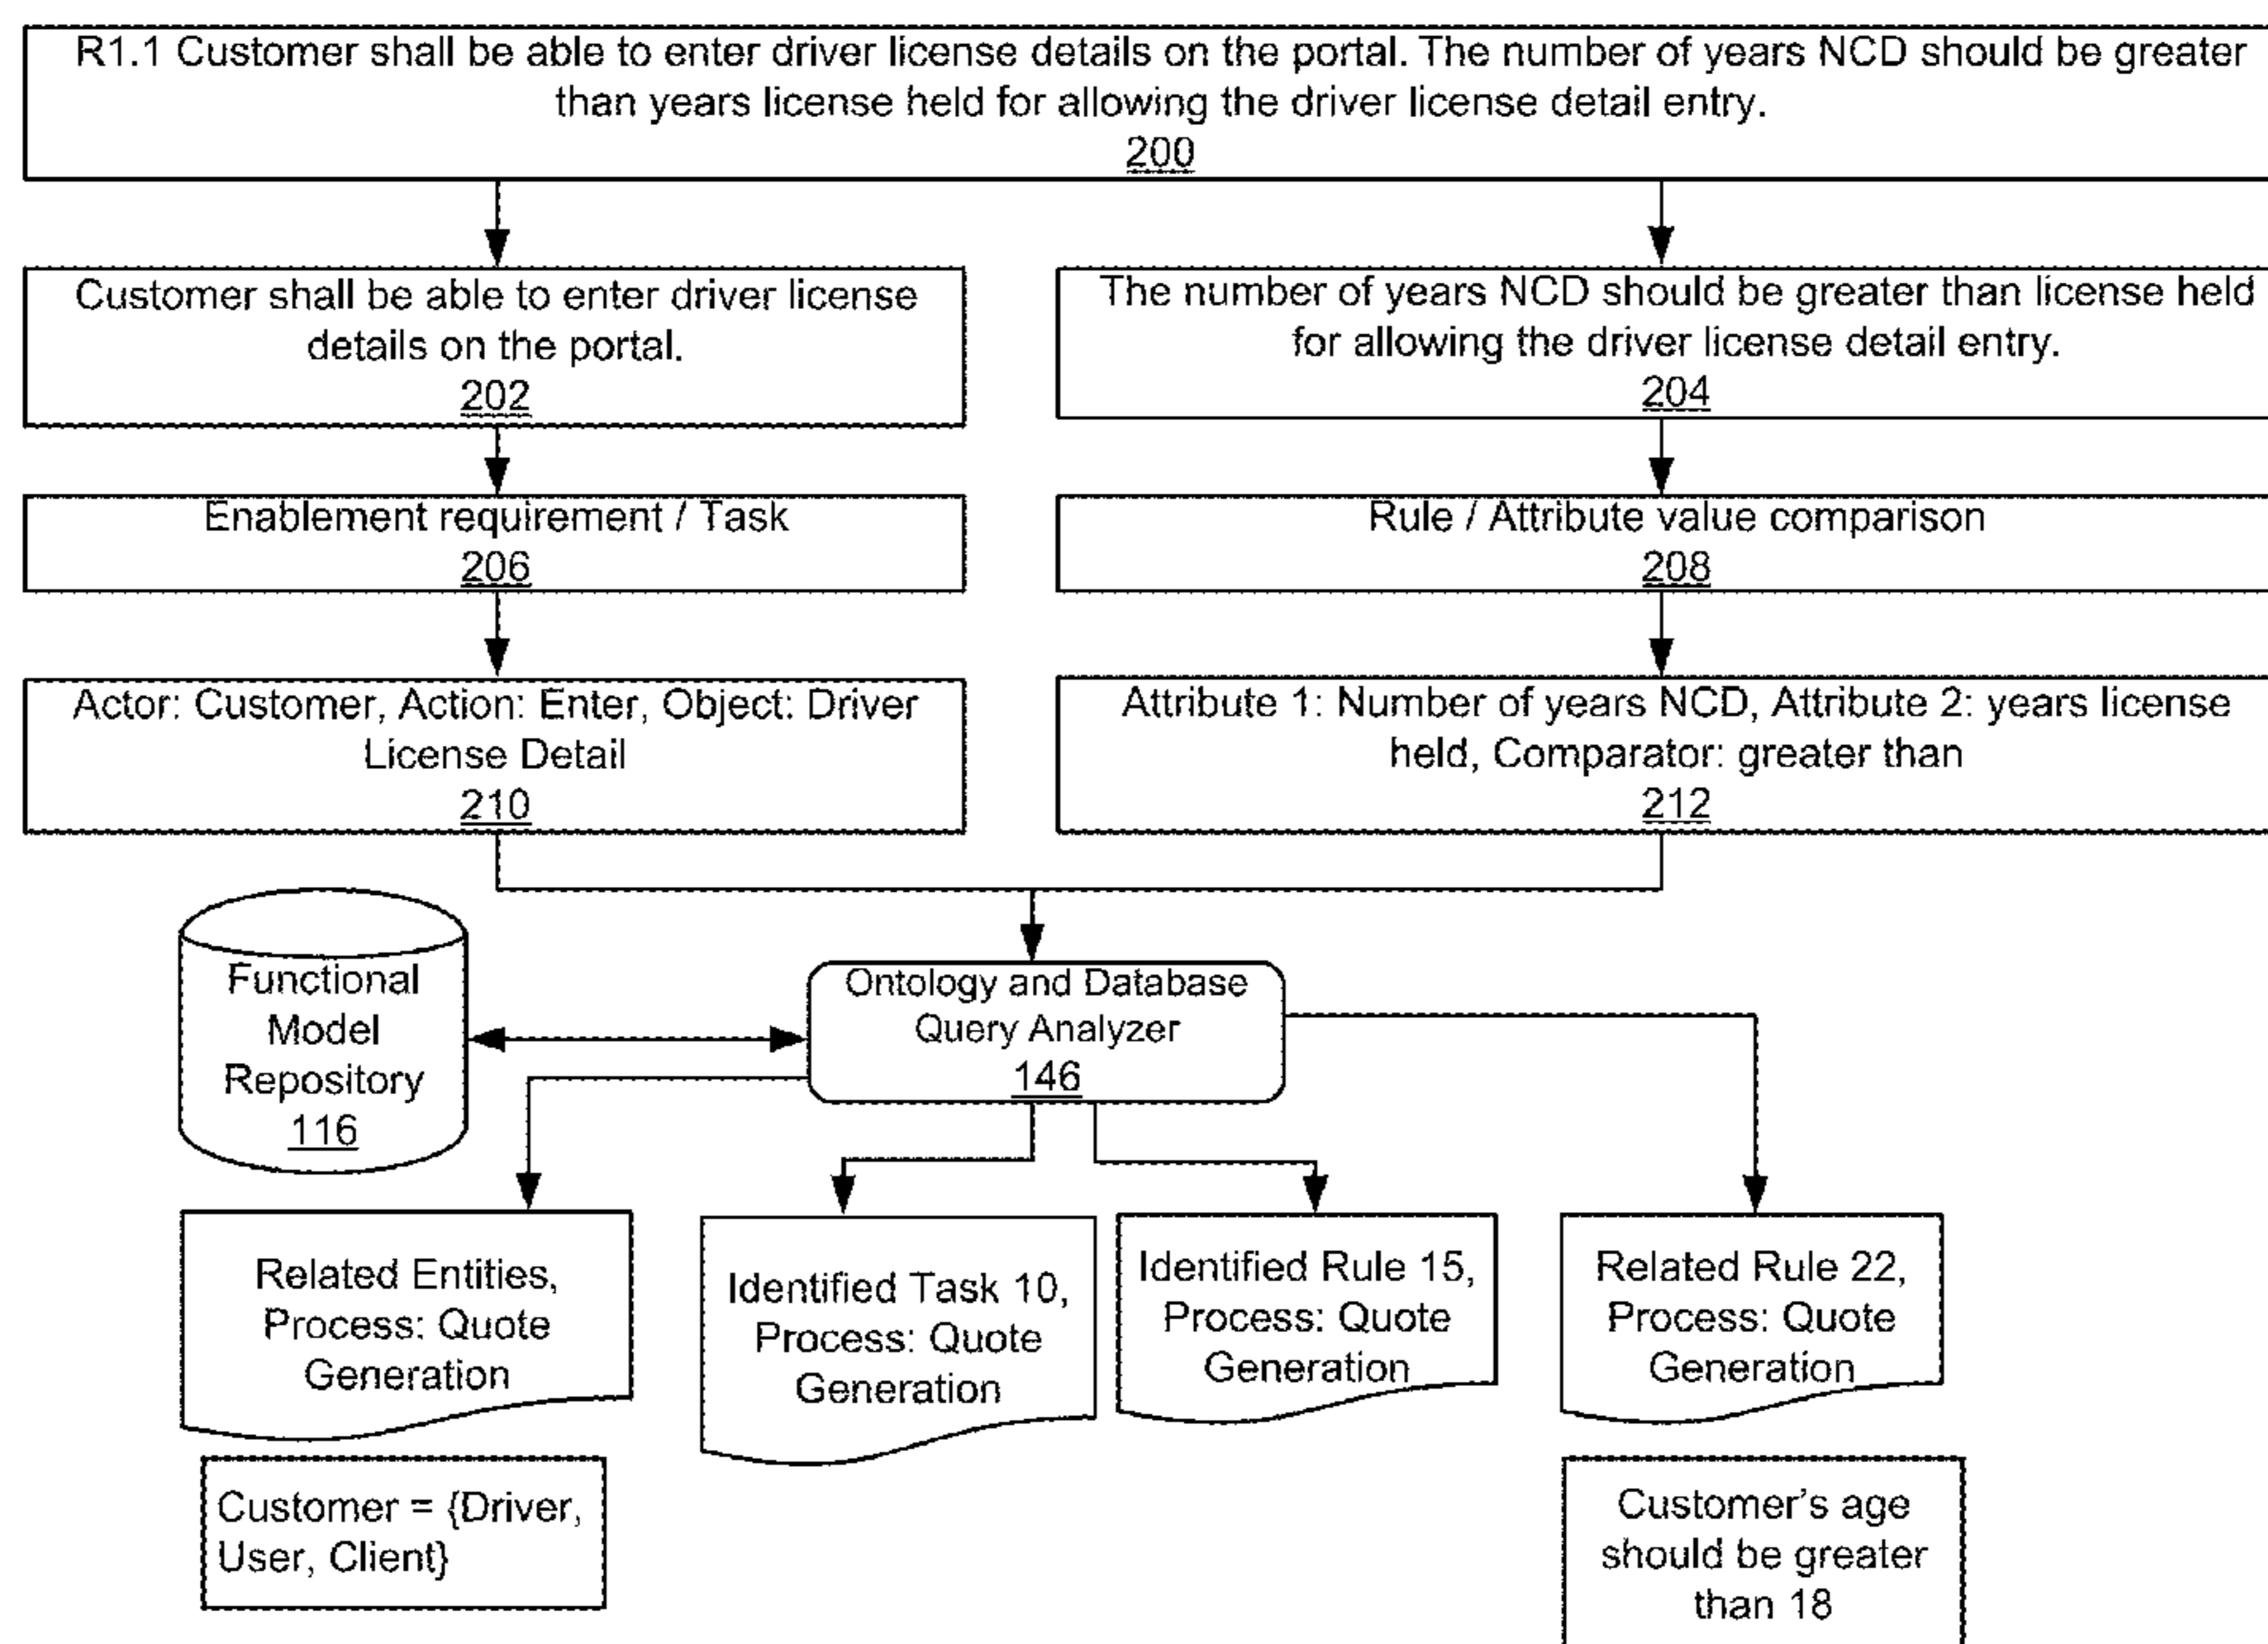 R1.1 Customer shall be able to enter driver license details on the portal. The number of years NCD should be greater
than years license held for allowing the driver license detail entry.
200
Customer shall be able to enter driver license
details on the portal.
202
The number of years NCD should be greater than license held
for allowing the driver license detail entry.
204
Enablement requirement / Task
206
Rule / Attribute value comparison
208
Actor: Customer, Action: Enter, Object: Driver
License Detail
210
Attribute 1: Number of years NCD, Attribute 2: years license
held, Comparator: greater than
212
Functional
Model
Repository
116
Ontology and Database
Query Analyzer
146
Related Entities,
Process: Quote
Generation
Identified Task 10,
Process: Quote
Generation
Identified Rule 15,
Process: Quote
Generation
Related Rule 22,
Process: Quote
Generation
Customer = {Driver,
User, Client}
Customer's age
should be greater
than 18